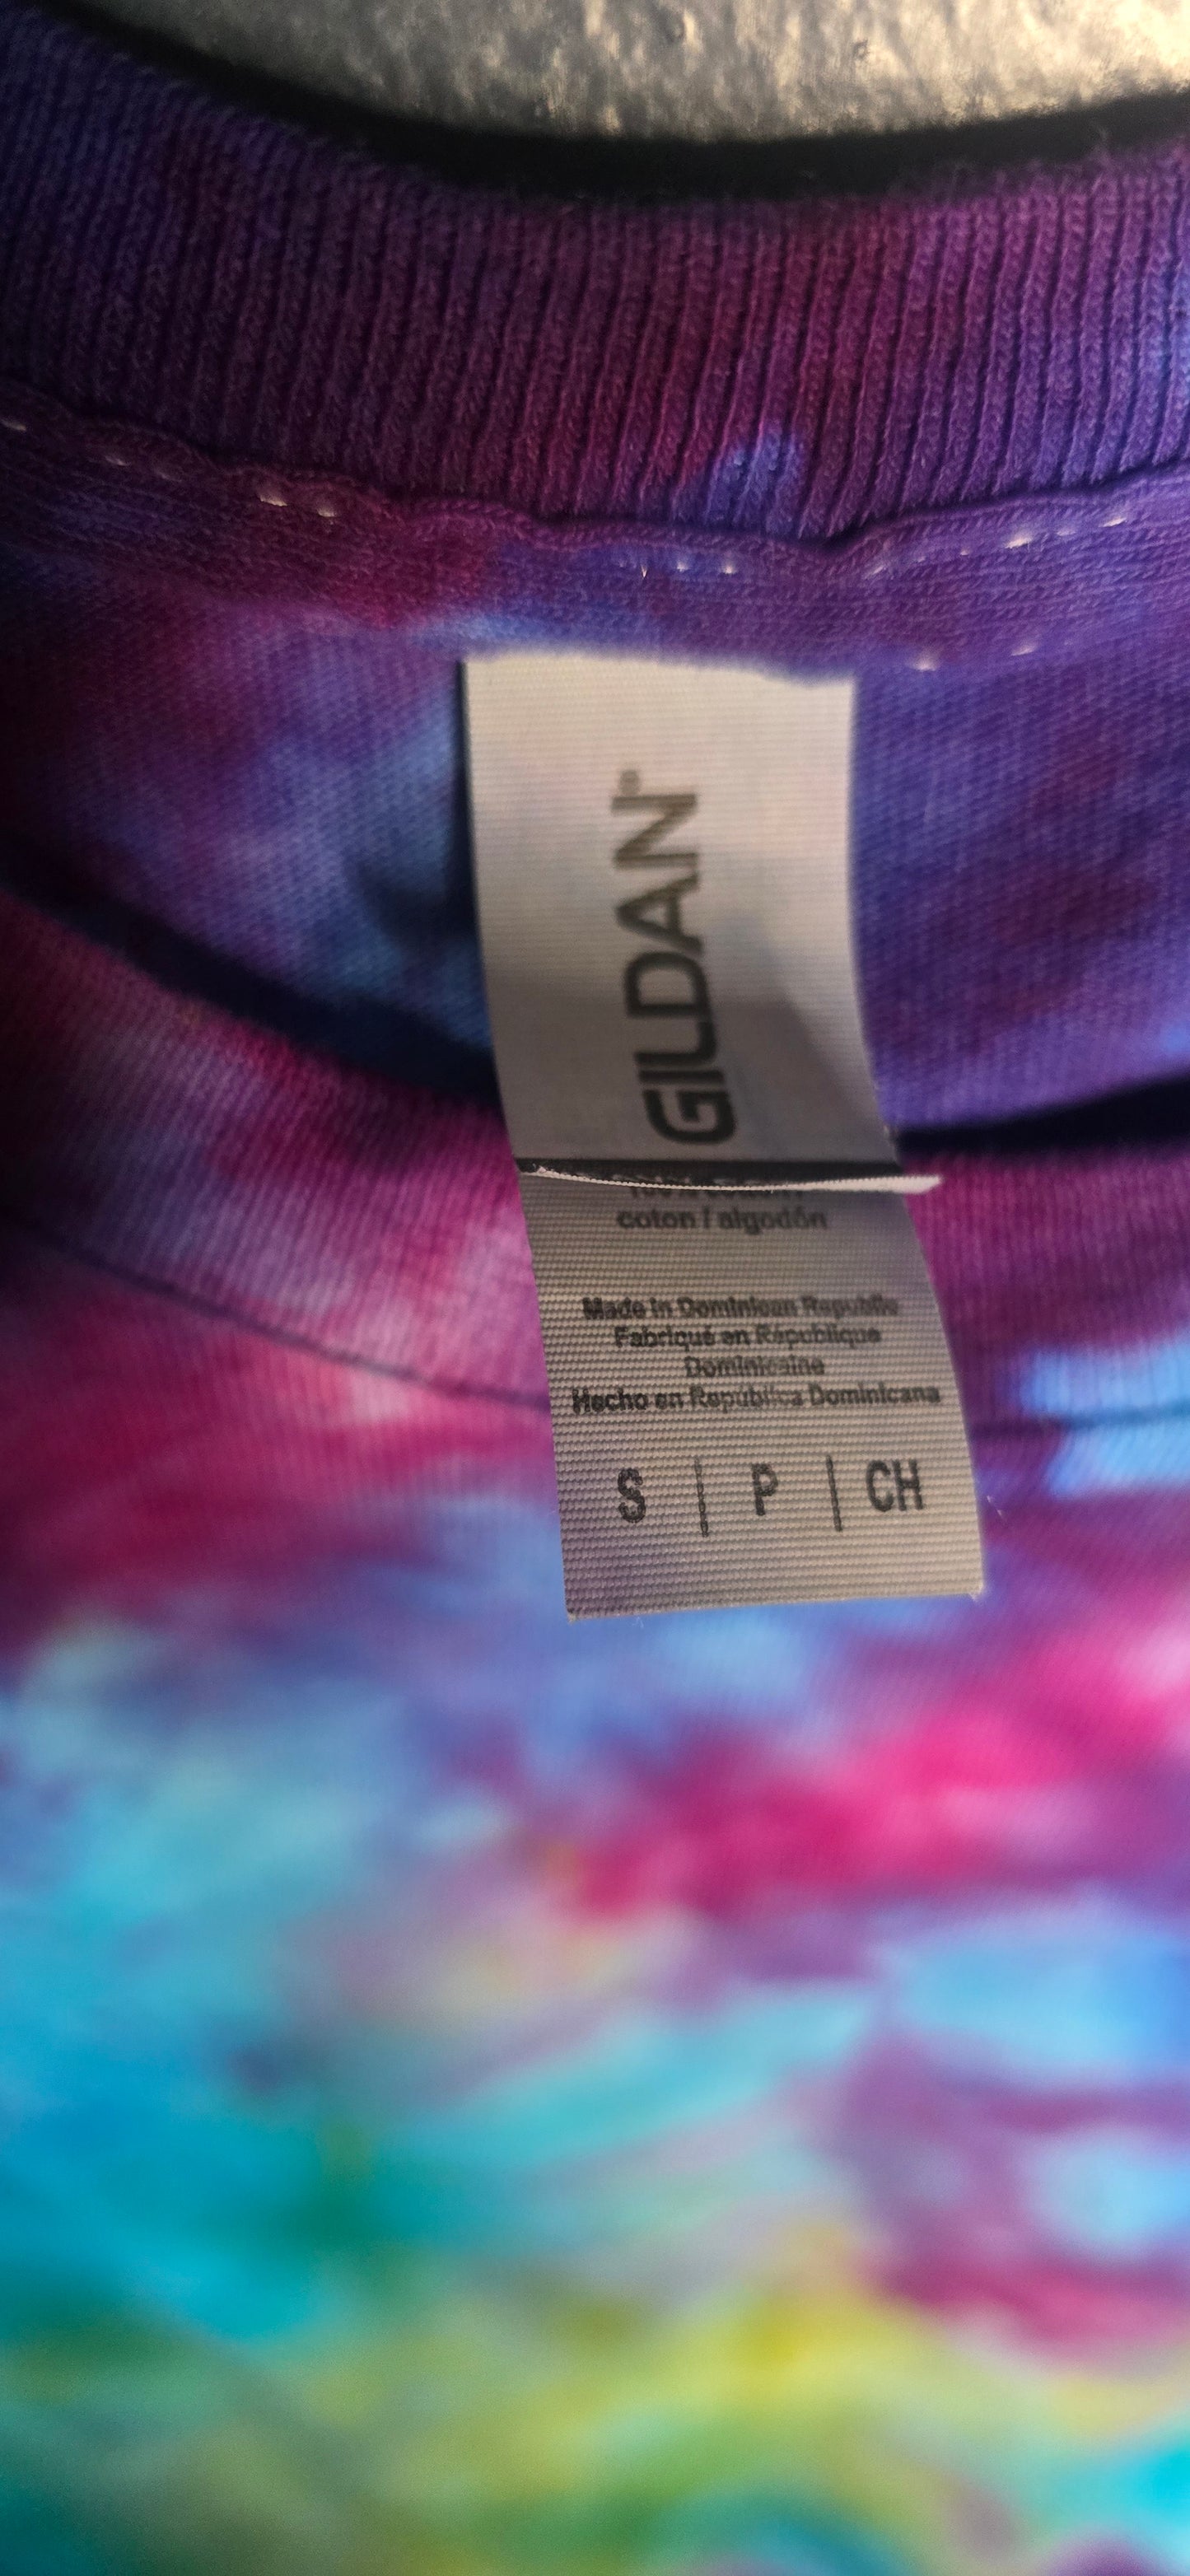 GILDAN®
coton / algodón
Made in Dominican Republic
Fabriqué en République
Dominicaine
Hecho en República Dominicana
S | P | CH